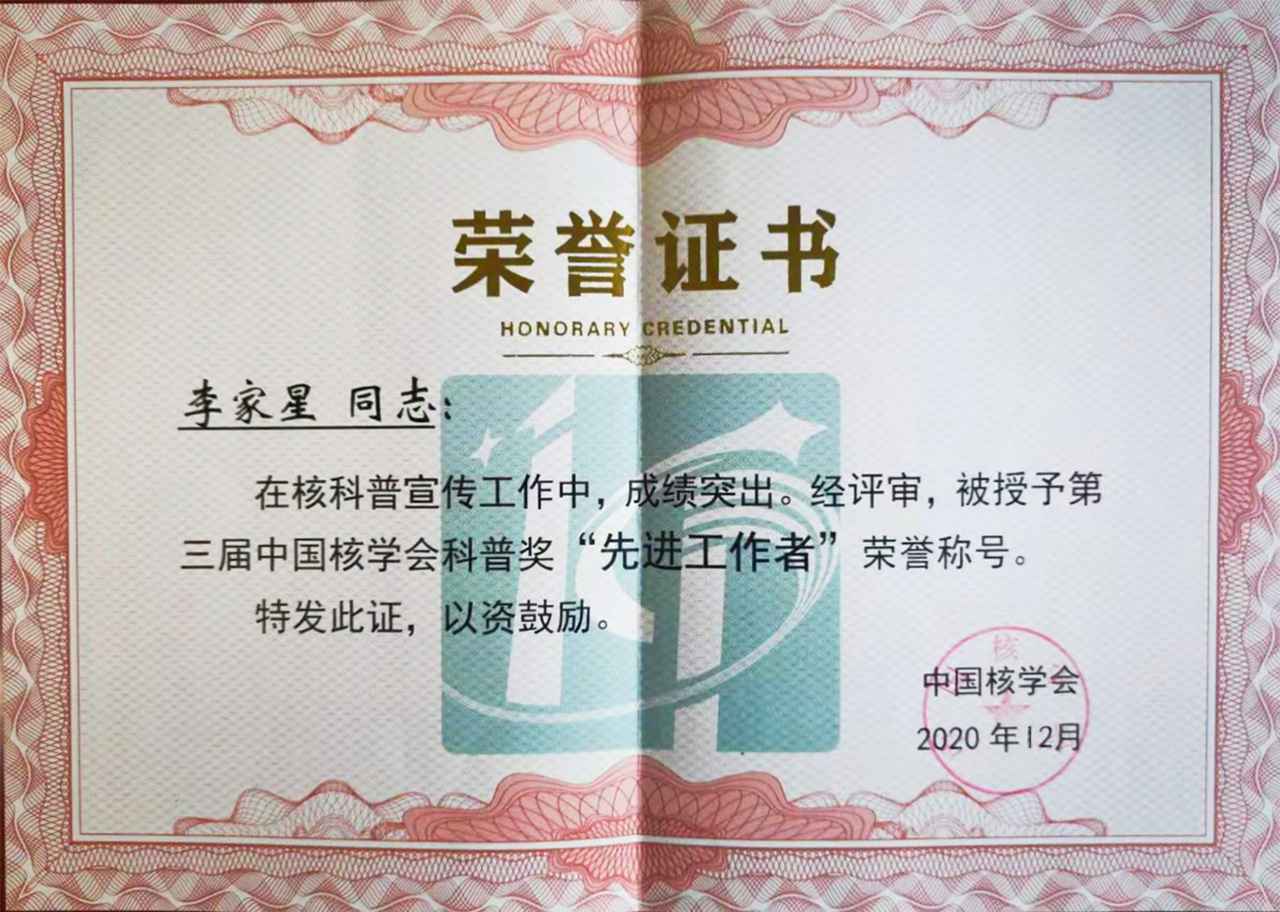 荣誉证书
HONORARY CREDENTIAL
李家星 同志:
在核科普宣传工作中，成绩突出。经评审，被授予第
三届中国核学会科普奖“先进工作者”荣誉称号。
特发此证，以资鼓励。
核
中国核学会
2020 年12月